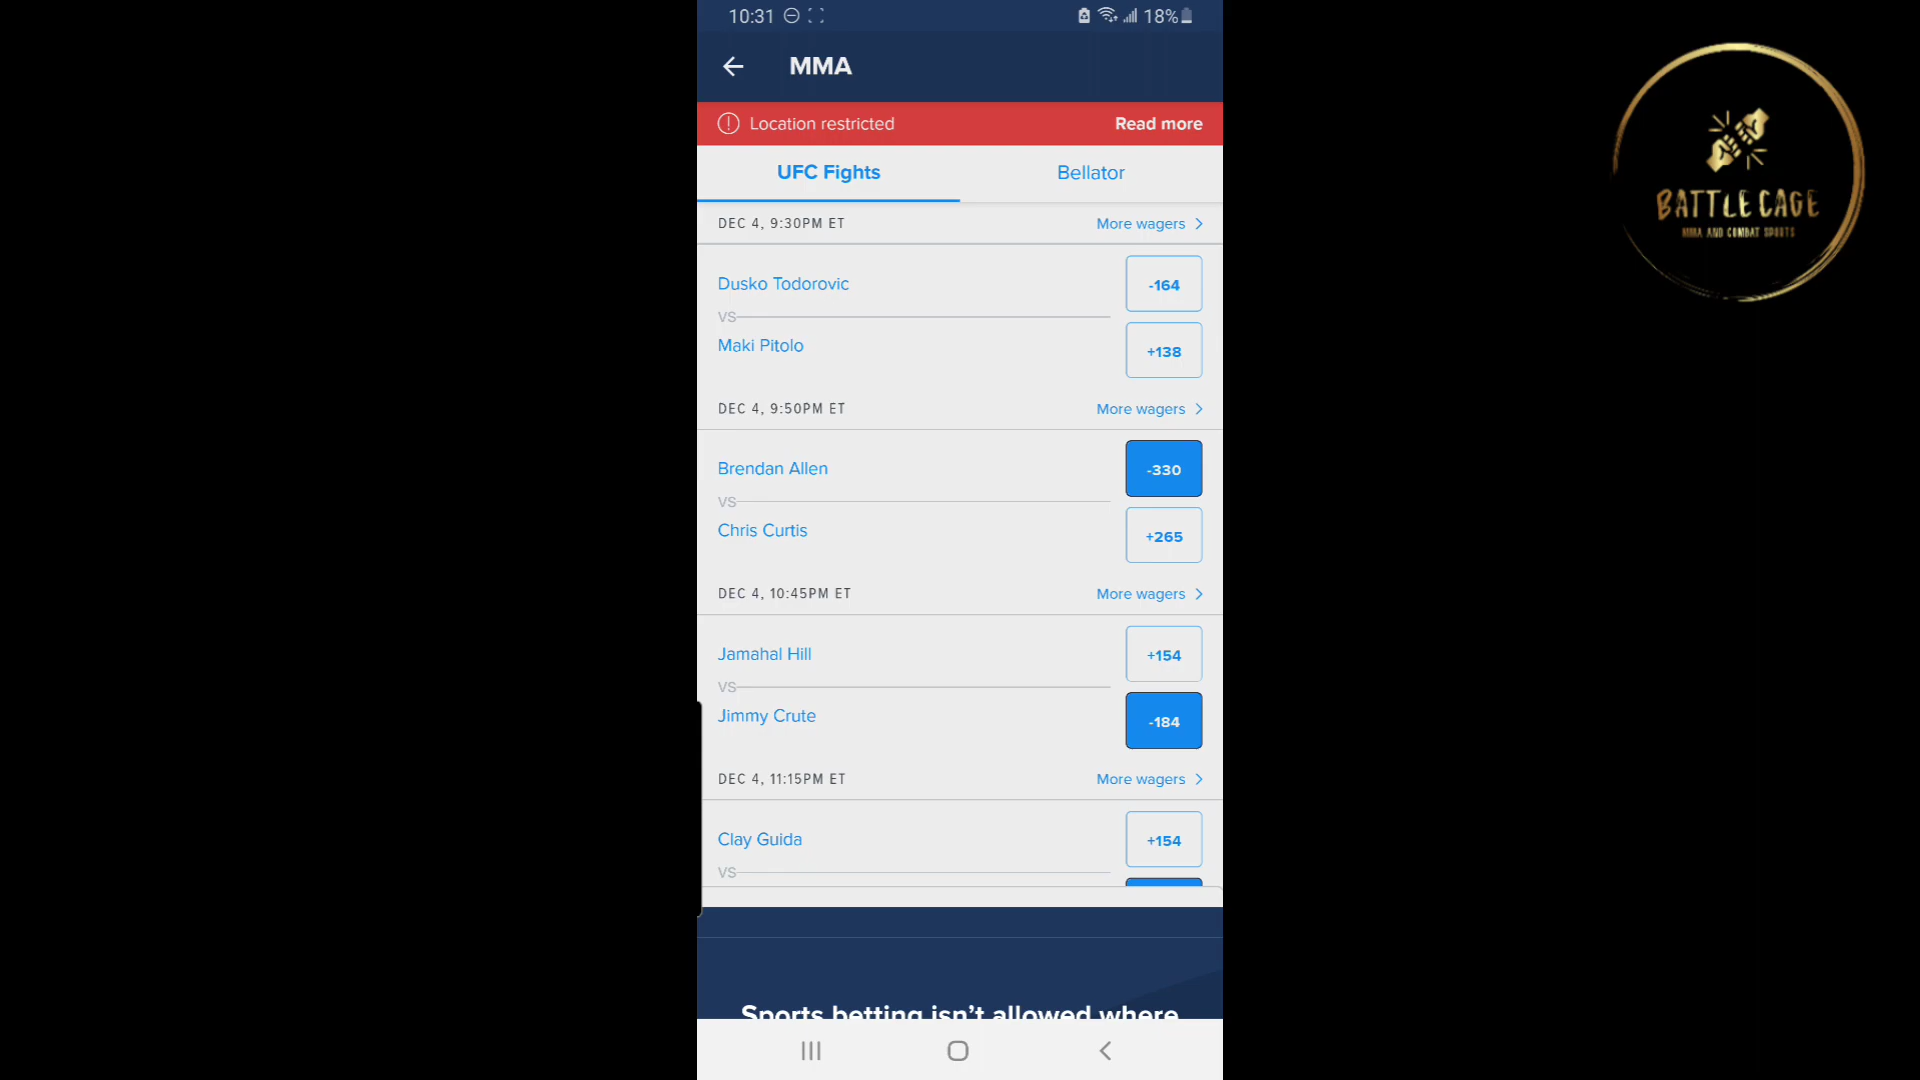 10:31 18%
MMA
Location restricted Read more
UFC Fights Bellator
DEC 4, 9:30PM ET More wagers
Dusko Todorovic -164
VS
Maki Pitolo +138
DEC 4, 9:50PM ET More wagers
Brendan Allen -330
VS
Chris Curtis +265
DEC 4, 10:45PM ET More wagers
Jamahal Hill +154
VS
Jimmy Crute -184
DEC 4, 11:15PM ET More wagers
Clay Guida +154
VS
Sports betting isn't allowed where
BATTLE CAGE
MMA AND COMBAT SPORTS